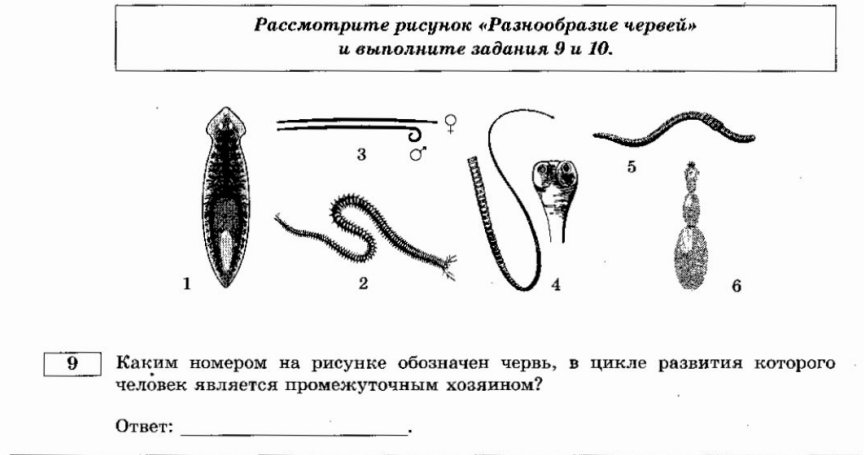 Рассмотрите рисунок «Разнообразие червей»
и выполните задания 9 и 10.
3
♀
♂
5
1
2
4
6
9 Каким номером на рисунке обозначен червь, в цикле развития которого
человек является промежуточным хозяином?
Ответ: ____________________.